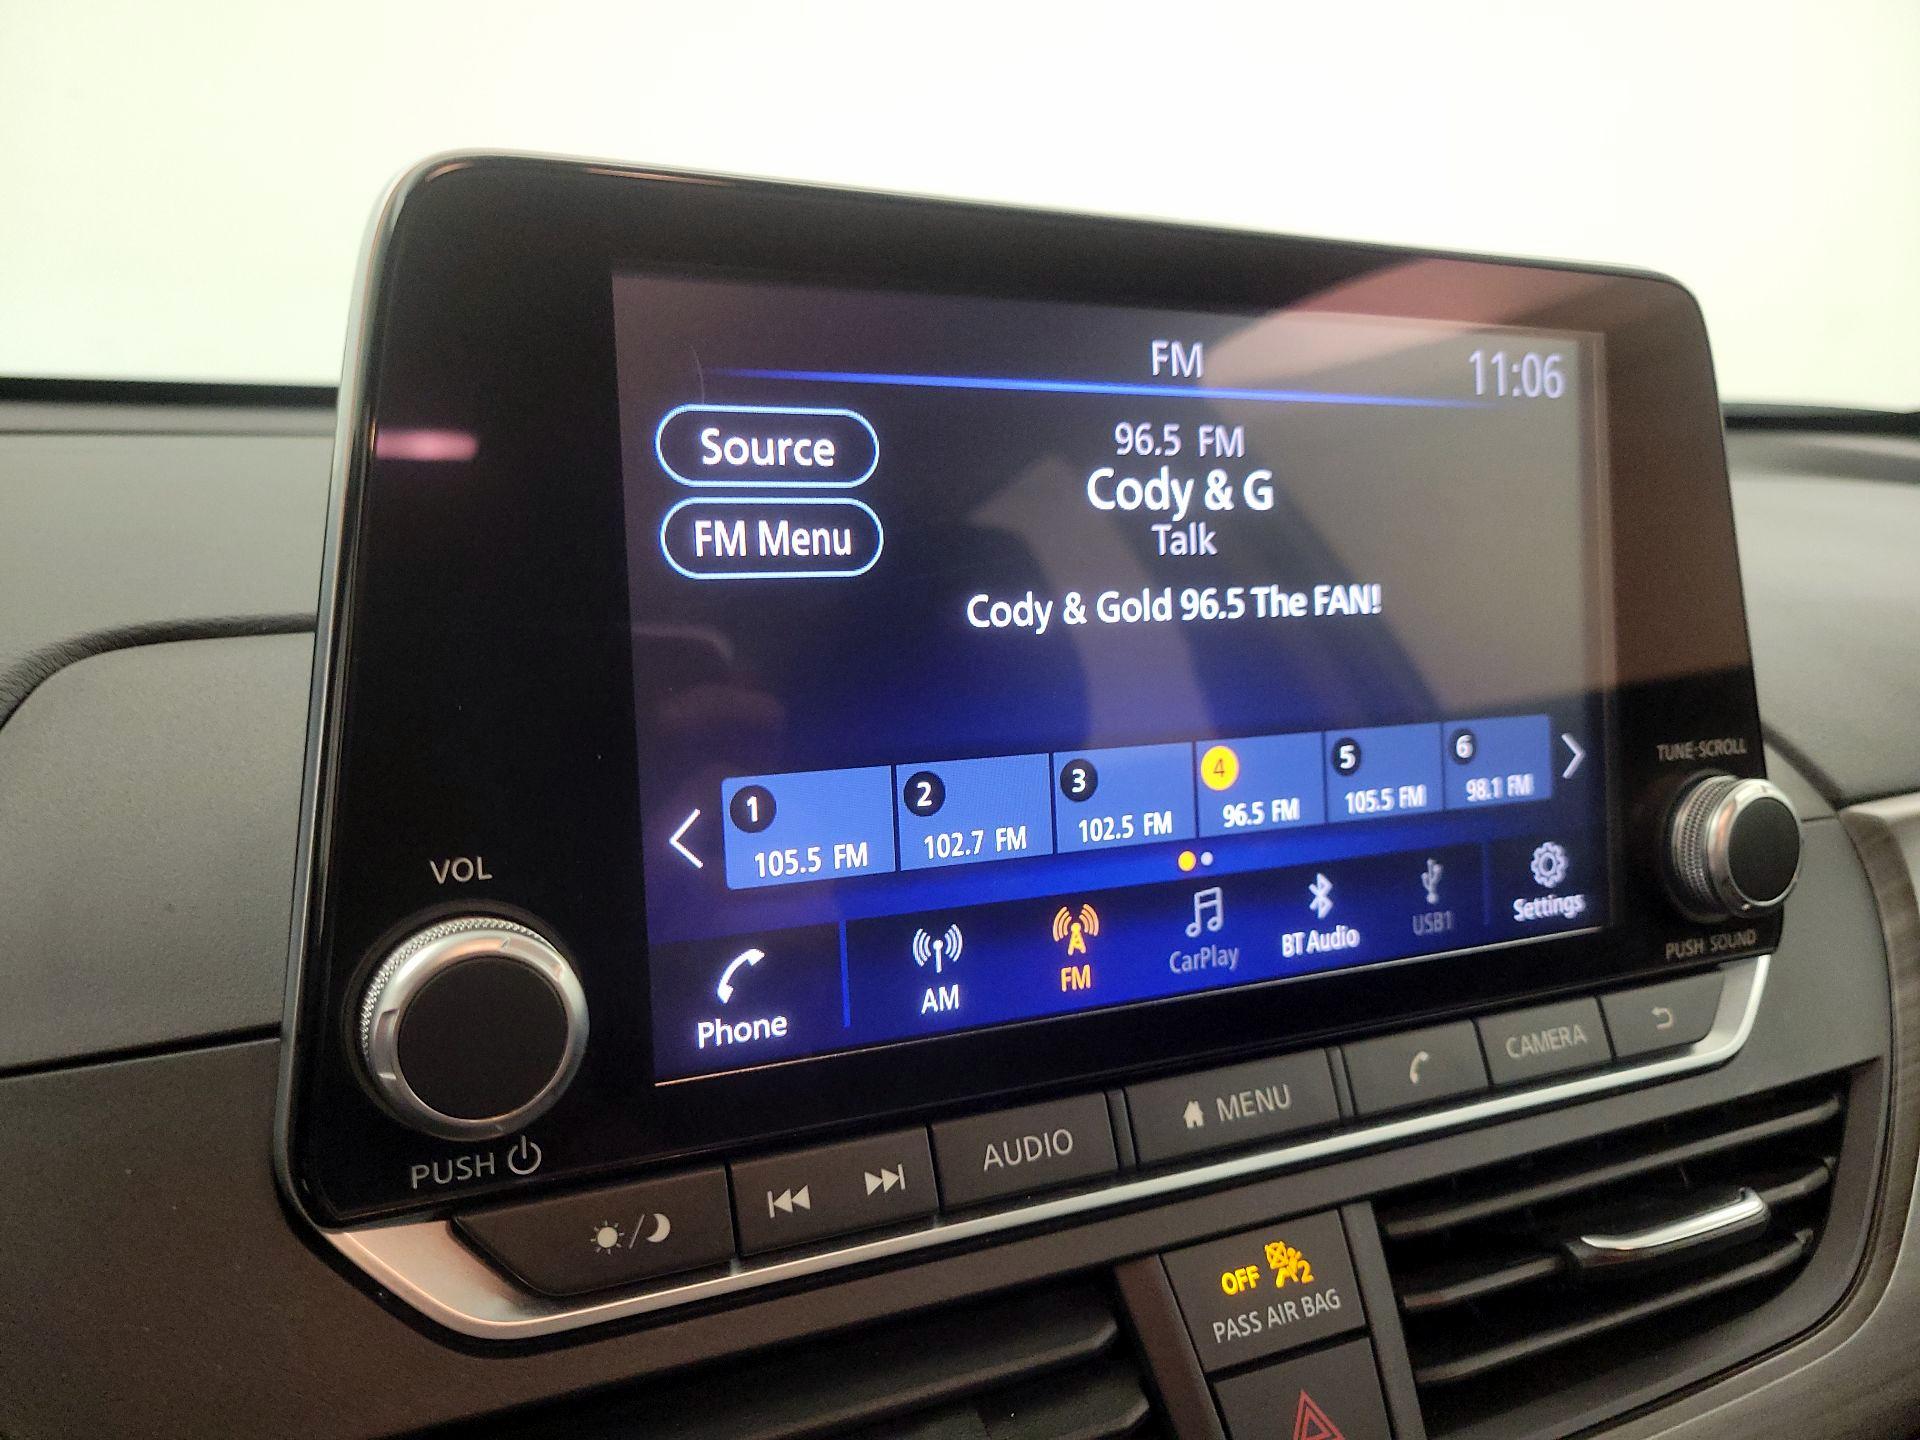 FM
11:06
Source
96.5 FM
Cody & G
FM Menu
Talk
Cody & Gold 96.5 The FAN!
TUNE·SCROLL
1
2
3
4
5
6
105.5 FM
102.7 FM
102.5 FM
96.5 FM
105.5 FM
98.1 FM
VOL
Phone
AM
FM
CarPlay
BT Audio
USB1
Settings
PUSH SOUND
PUSH
AUDIO
MENU
CAMERA
OFF
2
PASS AIR BAG